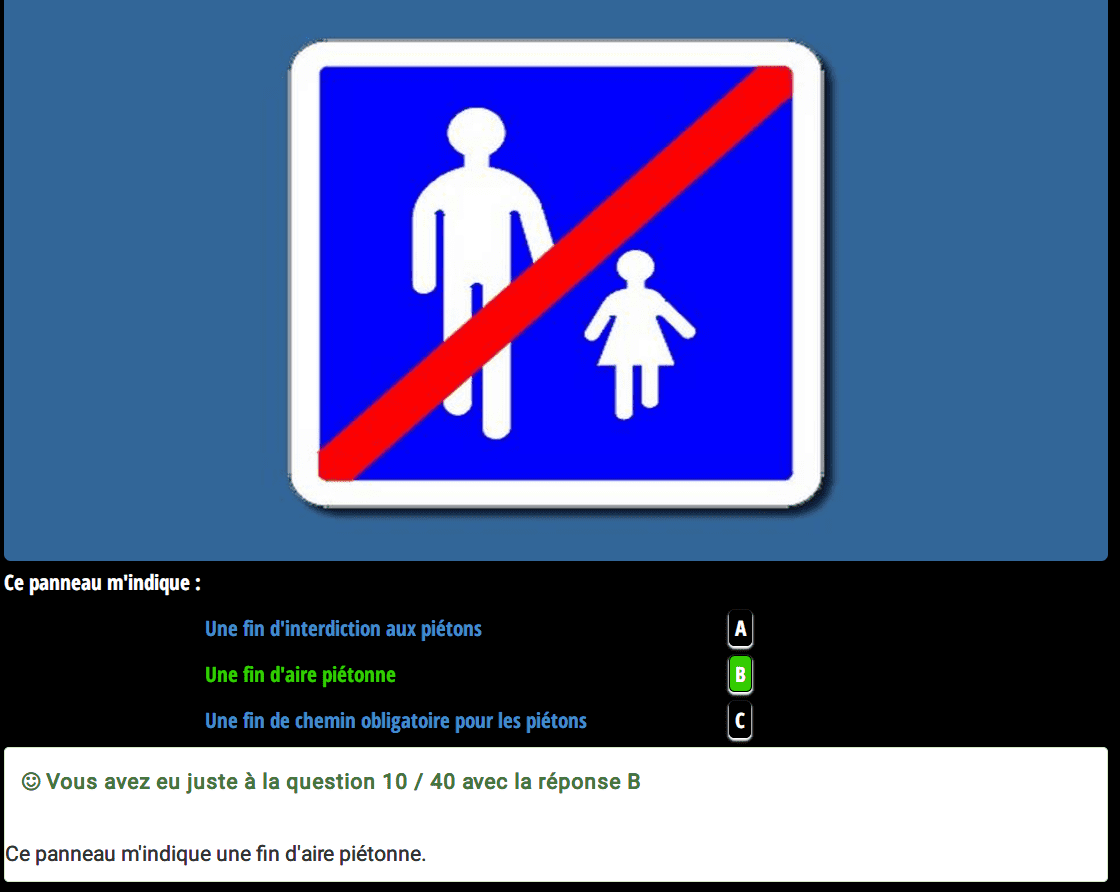 Ce panneau m'indique :
Une fin d'interdiction aux piétons A
Une fin d'aire piétonne B
Une fin de chemin obligatoire pour les piétons C
Vous avez eu juste à la question 10 / 40 avec la réponse B
Ce panneau m'indique une fin d'aire piétonne.